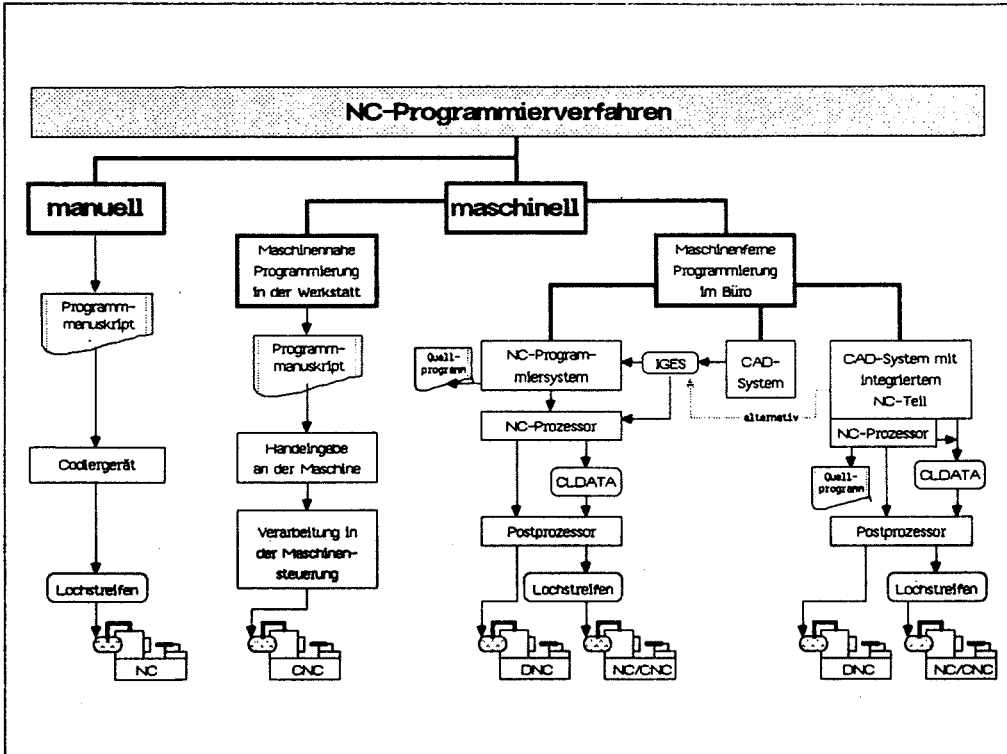 NC-Programmierverfahren
manuell
maschinell
Maschinennahe
Programmierung
in der Werkstatt
Maschinenferne
Programmierung
im Büro
Programm-
manuskript
Programm-
manuskript
Quell-
programm
NC-Program-
miersystem
IGES
CAD-
System
CAD-System mit
integriertem
NC-Teil
alternativ
NC-Prozessor
NC-Prozessor
Codiergerät
Handeingabe
an der Maschine
CLDATA
Quell-
programm
CLDATA
Verarbeitung in
der Maschinen-
steuerung
Postprozessor
Postprozessor
Lochstreifen
Lochstreifen
Lochstreifen
NC
CNC
DNC
NC/CNC
DNC
NC/CNC